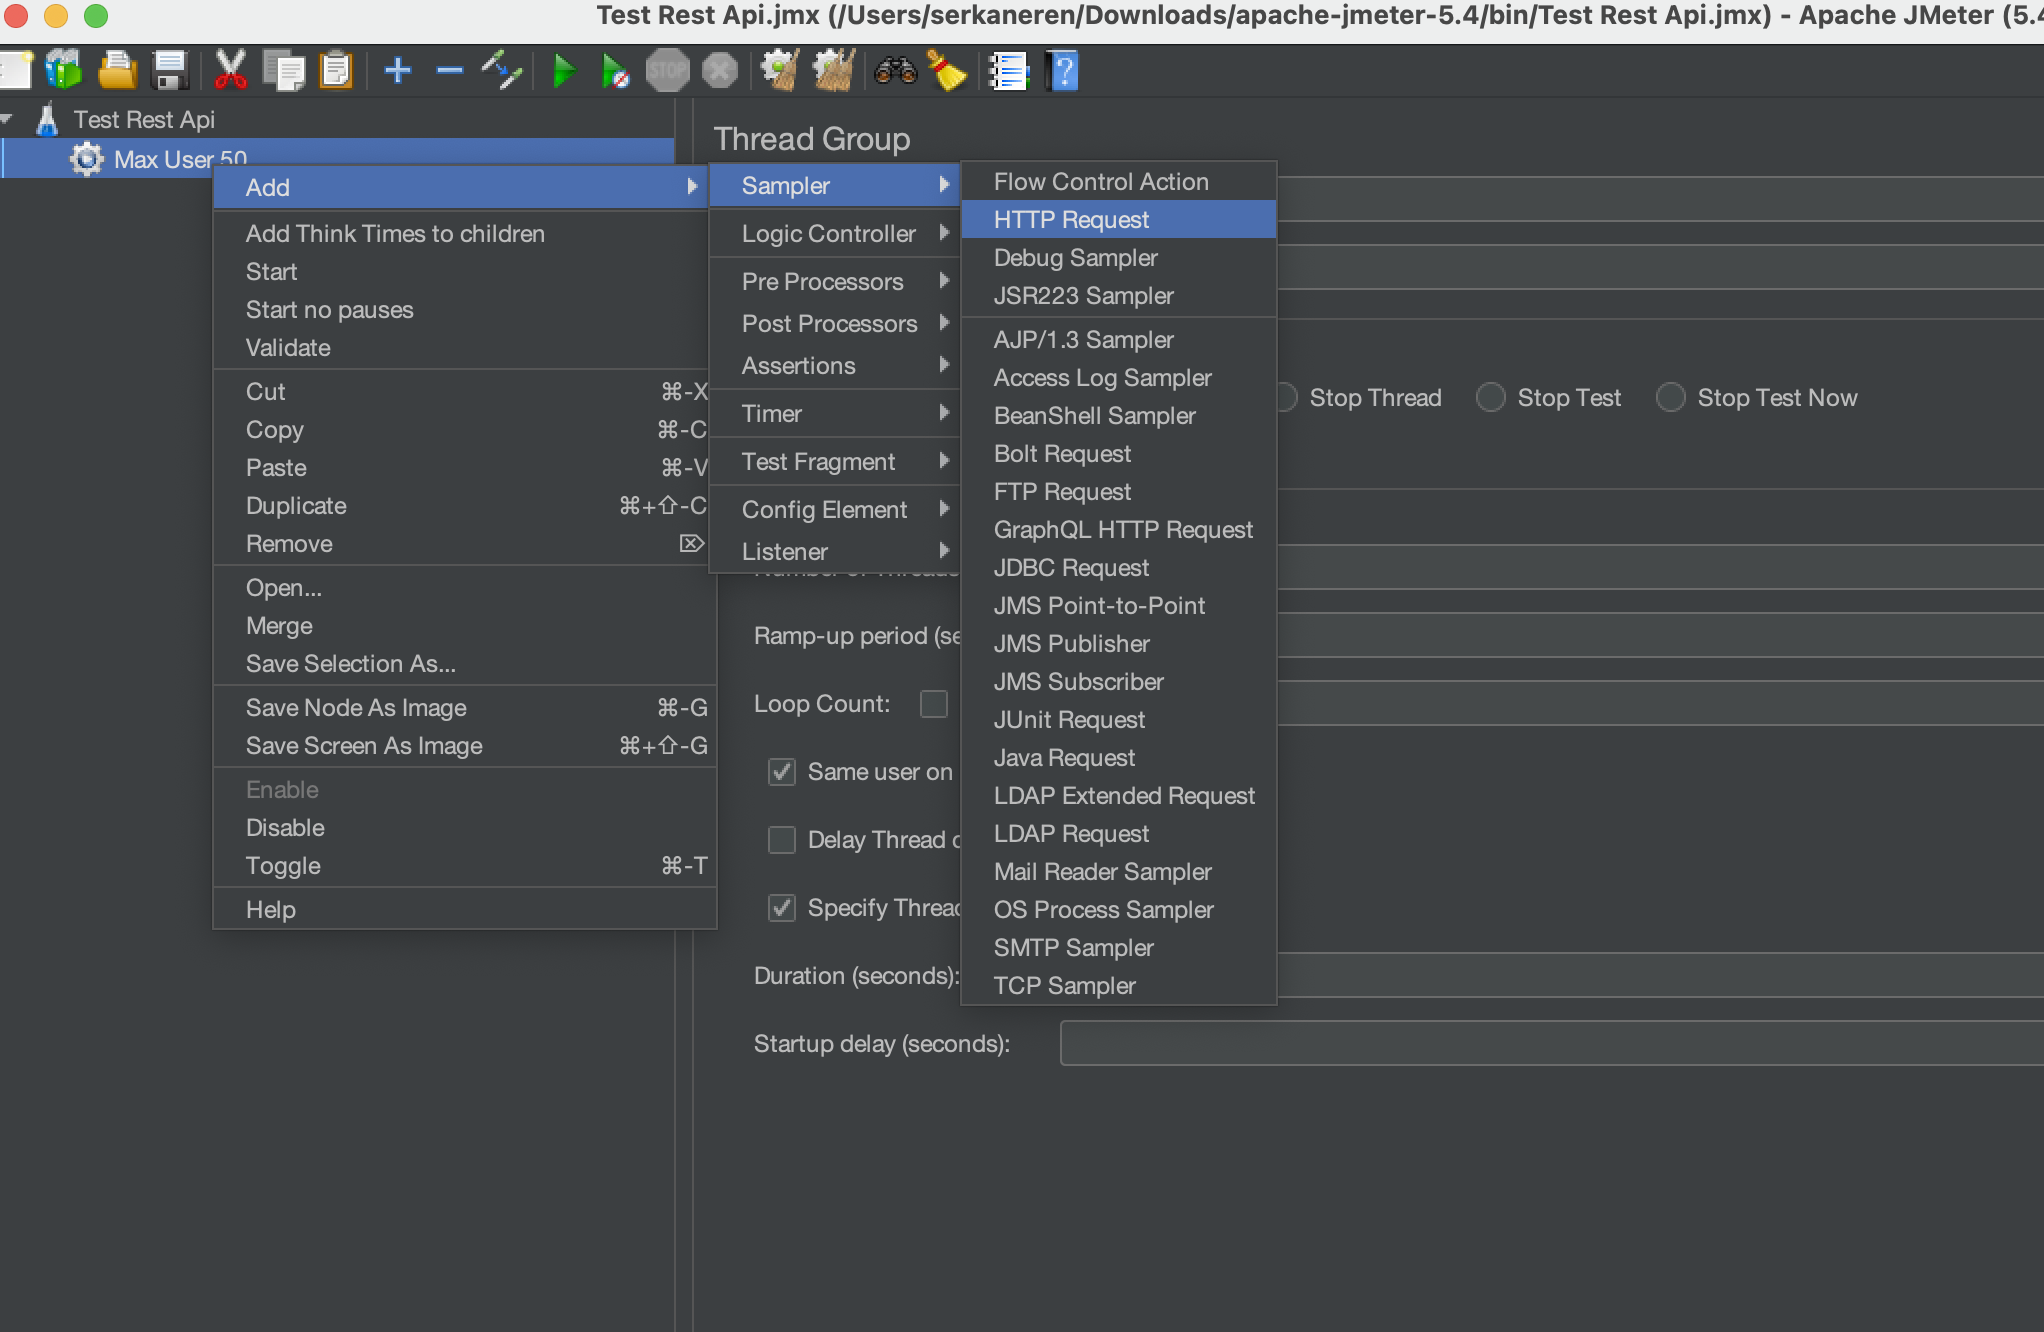 Test Rest Api.jmx (/Users/serkaneren/Downloads/apache-jmeter-5.4/bin/Test Rest Api.jmx) - Apache JMeter (5.4
STOP
Test Rest Api
Max User 50
Add
Add Think Times to children
Start
Start no pauses
Validate
Cut ⌘-X
Copy ⌘-C
Paste ⌘-V
Duplicate ⌘+⇧-C
Remove ⌦
Open...
Merge
Save Selection As...
Save Node As Image ⌘-G
Save Screen As Image ⌘+⇧-G
Enable
Disable
Toggle ⌘-T
Help
Sampler
Logic Controller
Pre Processors
Post Processors
Assertions
Timer
Test Fragment
Config Element
Listener
Flow Control Action
HTTP Request
Debug Sampler
JSR223 Sampler
AJP/1.3 Sampler
Access Log Sampler
BeanShell Sampler
Bolt Request
FTP Request
GraphQL HTTP Request
JDBC Request
JMS Point-to-Point
JMS Publisher
JMS Subscriber
JUnit Request
Java Request
LDAP Extended Request
LDAP Request
Mail Reader Sampler
OS Process Sampler
SMTP Sampler
TCP Sampler
Thread Group
Stop Thread Stop Test Stop Test Now
Number of Threads
Ramp-up period (se
Loop Count:
Same user on
Delay Thread c
Specify Thread
Duration (seconds):
Startup delay (seconds):